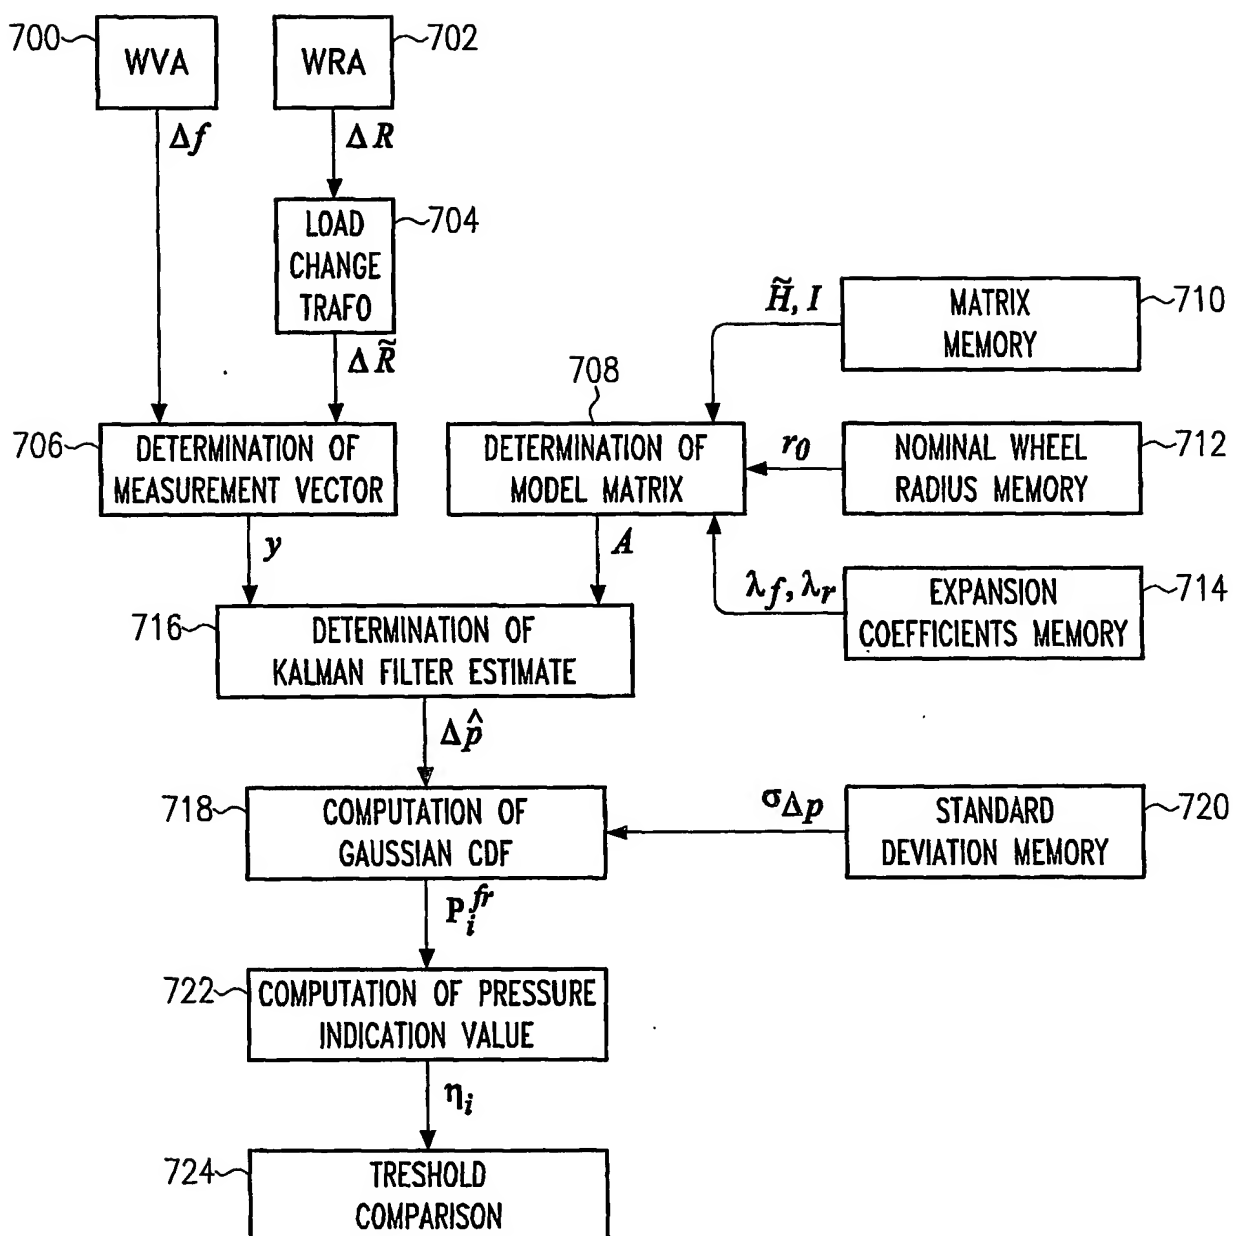 700
WVA
WRA
702
Δf
ΔR
LOAD
CHANGE
TRAFO
704
ΔR̃
H̃, I
MATRIX
MEMORY
710
708
706
DETERMINATION OF
MEASUREMENT VECTOR
DETERMINATION OF
MODEL MATRIX
r0
NOMINAL WHEEL
RADIUS MEMORY
712
y
A
λf, λr
EXPANSION
COEFFICIENTS MEMORY
714
716
DETERMINATION OF
KALMAN FILTER ESTIMATE
Δp̂
718
COMPUTATION OF
GAUSSIAN CDF
σΔp
STANDARD
DEVIATION MEMORY
720
P_i^fr
722
COMPUTATION OF PRESSURE
INDICATION VALUE
ηi
724
TRESHOLD
COMPARISON